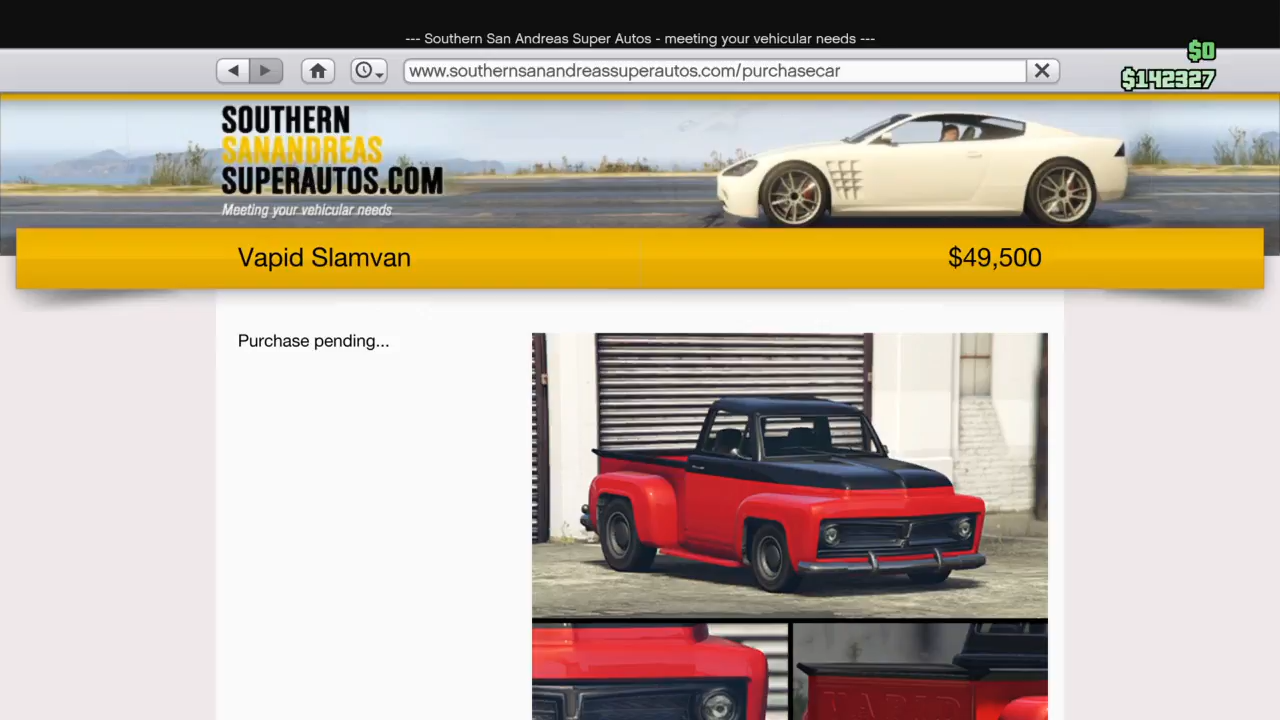 --- Southern San Andreas Super Autos - meeting your vehicular needs ---
$0
www.southernsanandreassuperautos.com/purchasecar
$142327
SOUTHERN
SANANDREAS
SUPERAUTOS.COM
Meeting your vehicular needs
Vapid Slamvan
$49,500
Purchase pending...
VAPID